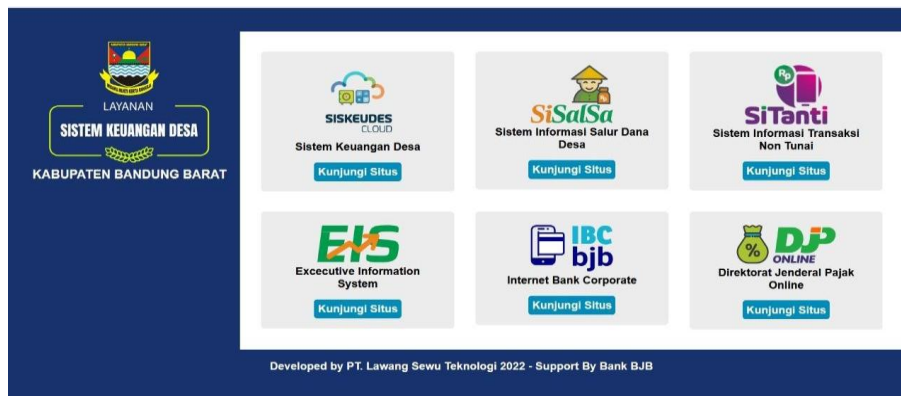 LAYANAN
SISTEM KEUANGAN DESA
KABUPATEN BANDUNG BARAT
SISKEUDES
CLOUD
Sistem Keuangan Desa
Kunjungi Situs
SiSalSa
Sistem Informasi Salur Dana
Desa
Kunjungi Situs
Rp
SiTanti
Sistem Informasi Transaksi
Non Tunai
Kunjungi Situs
EIS
Excecutive Information
System
Kunjungi Situs
IBC
bjb
Internet Bank Corporate
Kunjungi Situs
%
DJP
ONLINE
Direktorat Jenderal Pajak
Online
Kunjungi Situs
Developed by PT. Lawang Sewu Teknologi 2022 - Support By Bank BJB